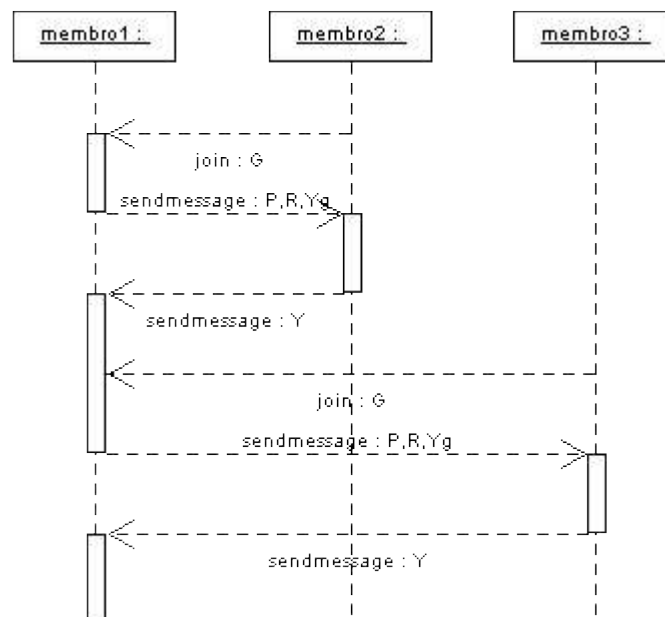 membro1 : membro2 : membro3 :
join : G
sendmessage : P,R,Yg
sendmessage : Y
join : G
sendmessage : P,R,Yg
sendmessage : Y